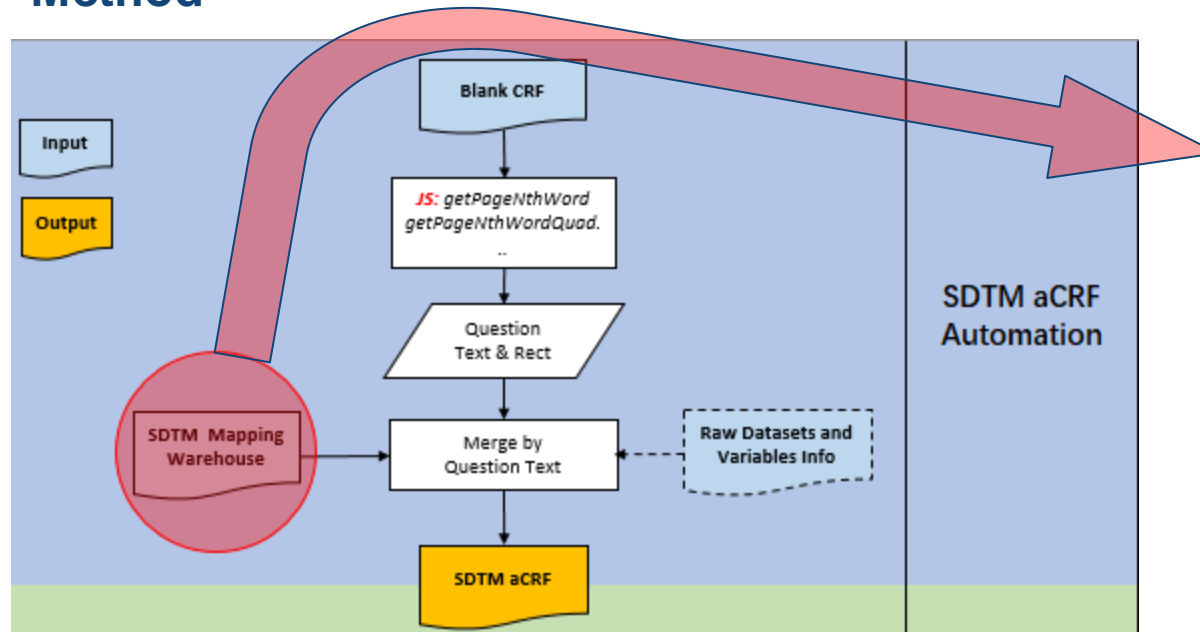 Method
Blank CRF
Input
JS: getPageNthWord
getPageNthWordQuad.
..
Output
Question
Text & Rect
SDTM aCRF
Automation
SDTM Mapping
Warehouse
Merge by
Question Text
Raw Datasets and
Variables Info
SDTM aCRF